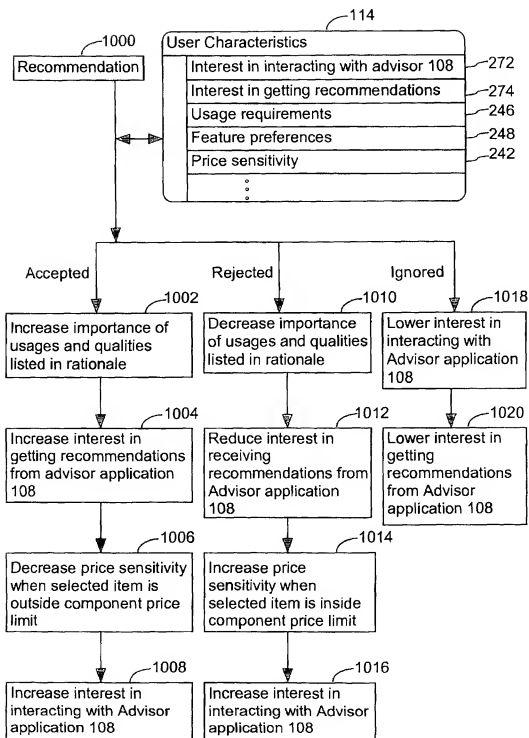 114
1000
Recommendation
User Characteristics
Interest in interacting with advisor 108
272
Interest in getting recommendations
274
Usage requirements
246
Feature preferences
248
Price sensitivity
242
Accepted
Rejected
Ignored
1002
Increase importance of
usages and qualities
listed in rationale
1004
Increase interest in
getting recommendations
from advisor application
108
1006
Decrease price sensitivity
when selected item is
outside component price
limit
1008
Increase interest in
interacting with Advisor
application 108
1010
Decrease importance
of usages and qualities
listed in rationale
1012
Reduce interest in
receiving
recommendations from
Advisor application
108
1014
Increase price
sensitivity when
selected item is inside
component price limit
1016
Increase interest in
interacting with Advisor
application 108
1018
Lower interest in
interacting with
Advisor application
108
1020
Lower interest in
getting
recommendations
from Advisor
application 108